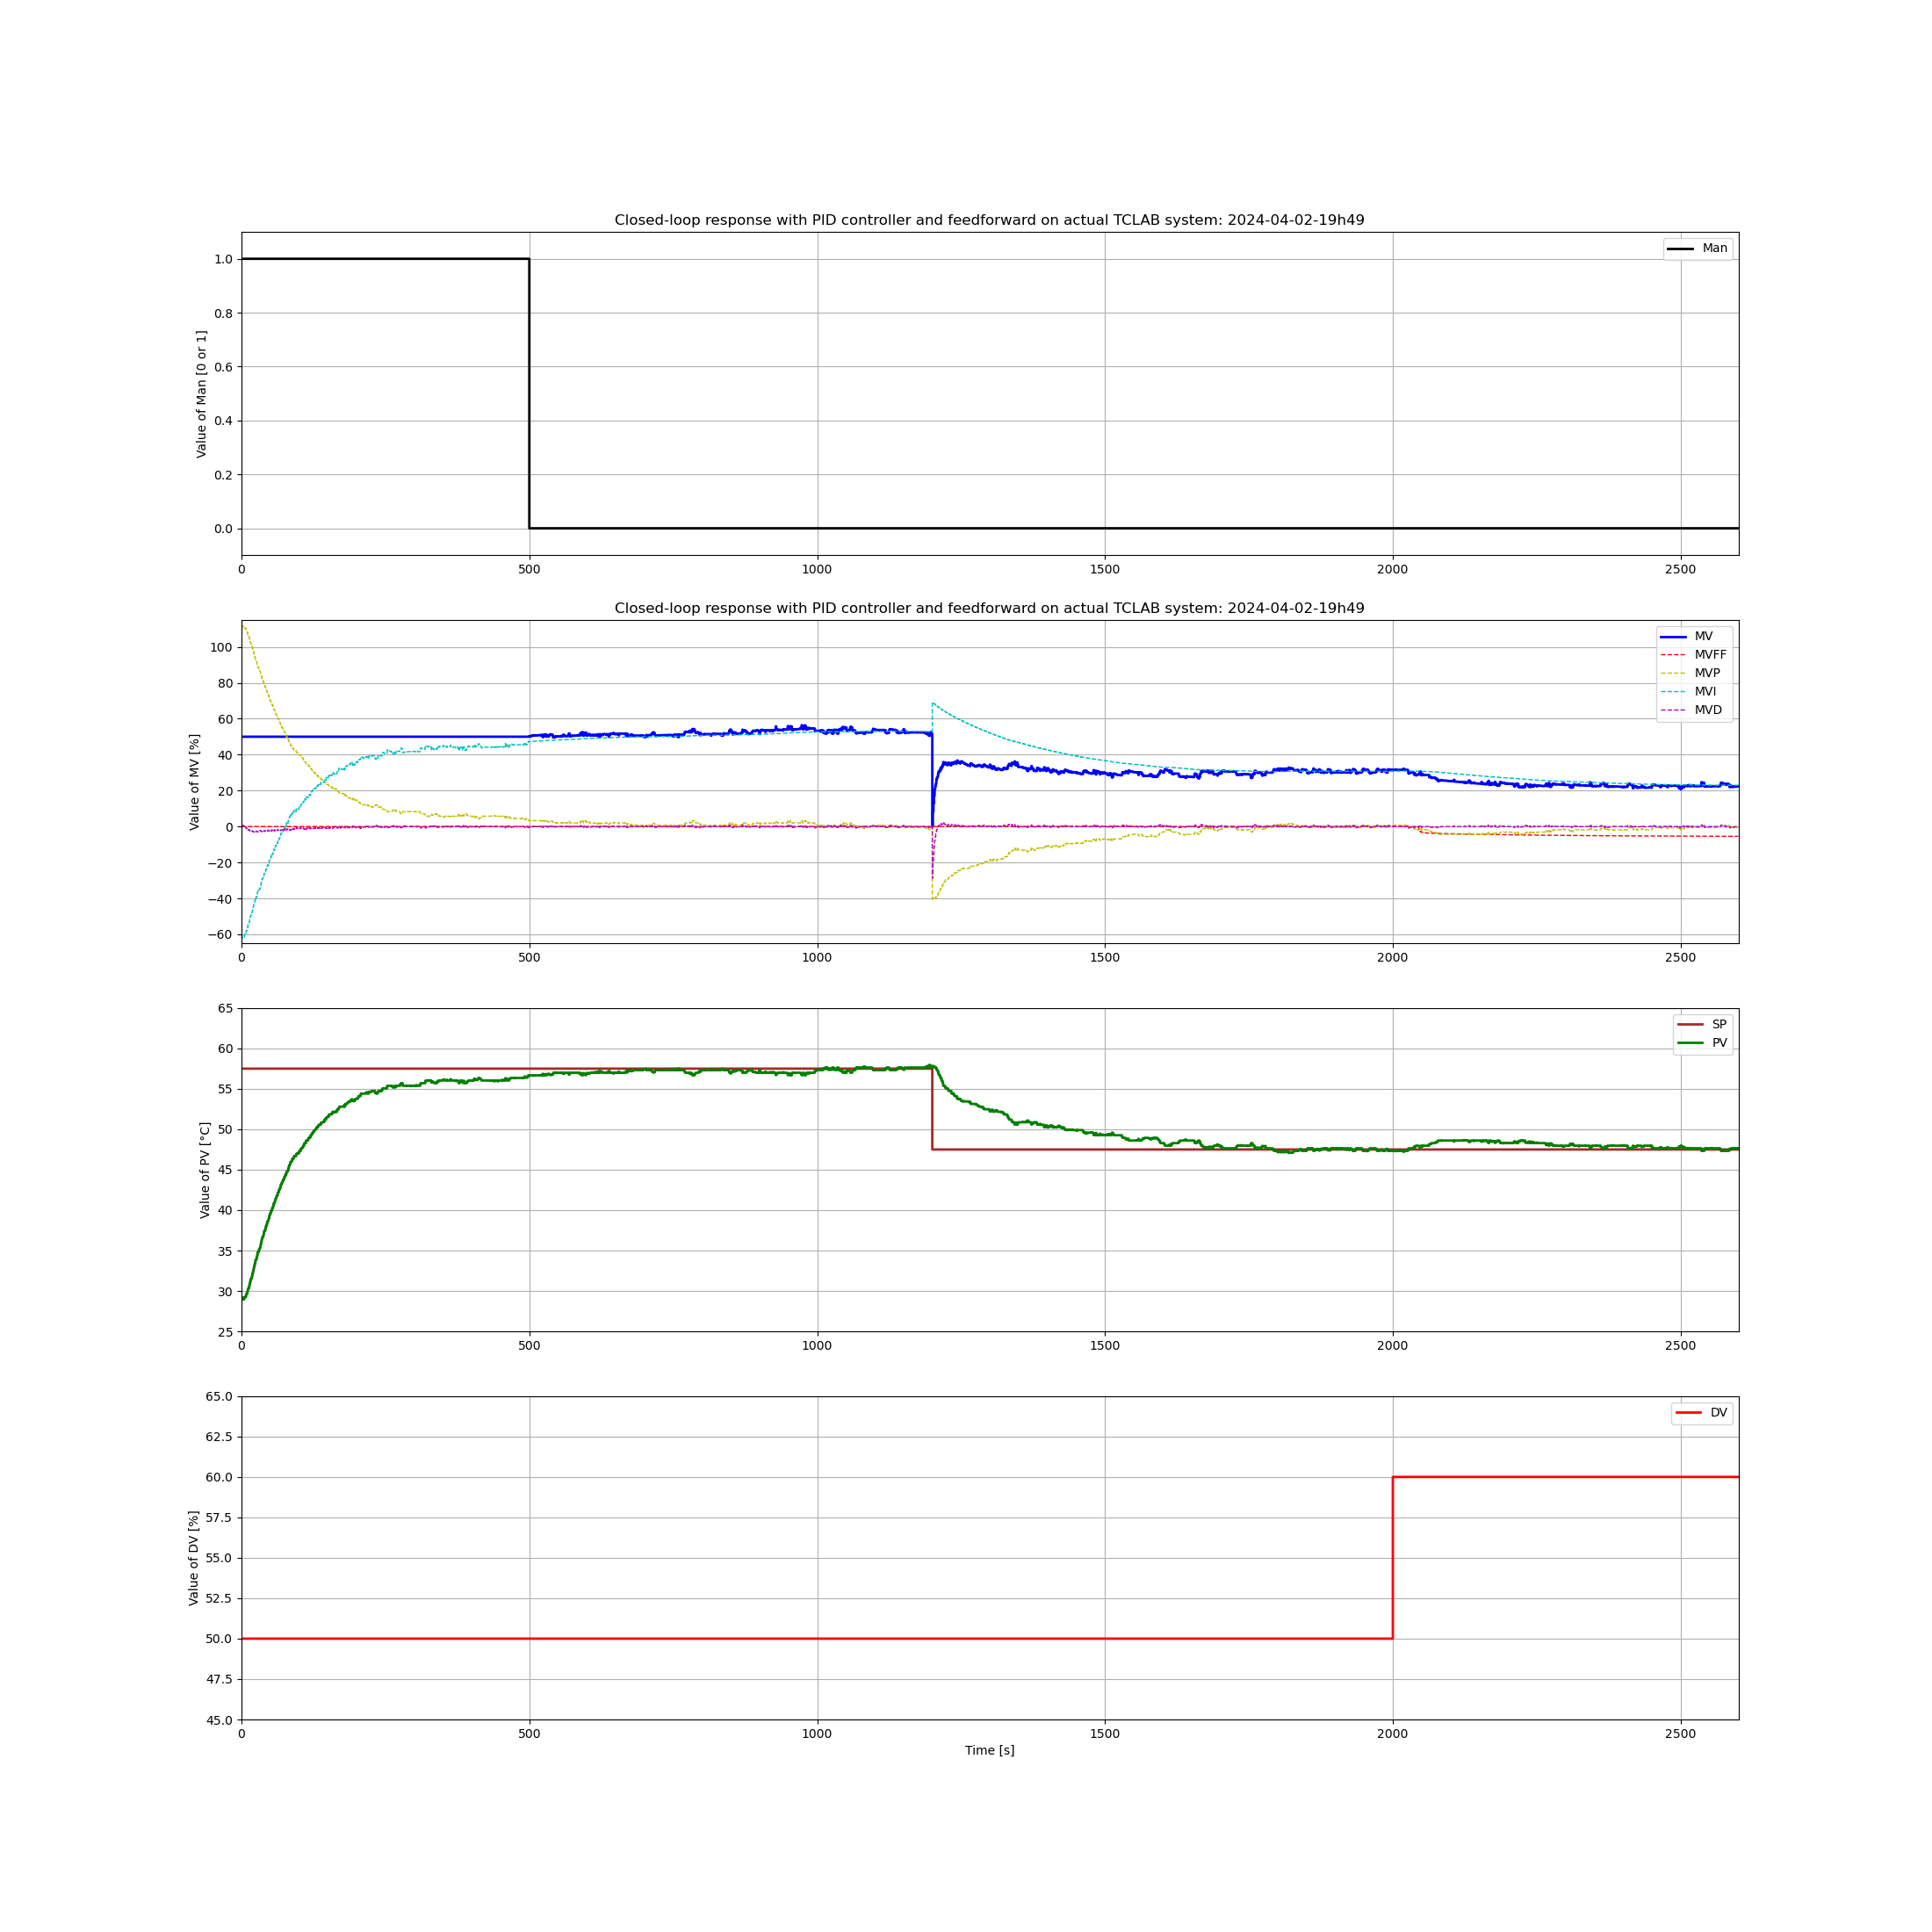 Closed-loop response with PID controller and feedforward on actual TCLAB system: 2024-04-02-19h49
Value of Man [0 or 1]
1.0
0.8
0.6
0.4
0.2
0.0
Man
0 500 1000 1500 2000 2500
Closed-loop response with PID controller and feedforward on actual TCLAB system: 2024-04-02-19h49
Value of MV [%]
100
80
60
40
20
0
−20
−40
−60
MV
MVFF
MVP
MVI
MVD
0 500 1000 1500 2000 2500
Value of PV [°C]
65
60
55
50
45
40
35
30
25
SP
PV
0 500 1000 1500 2000 2500
Value of DV [%]
65.0
62.5
60.0
57.5
55.0
52.5
50.0
47.5
45.0
DV
0 500 1000 1500 2000 2500
Time [s]